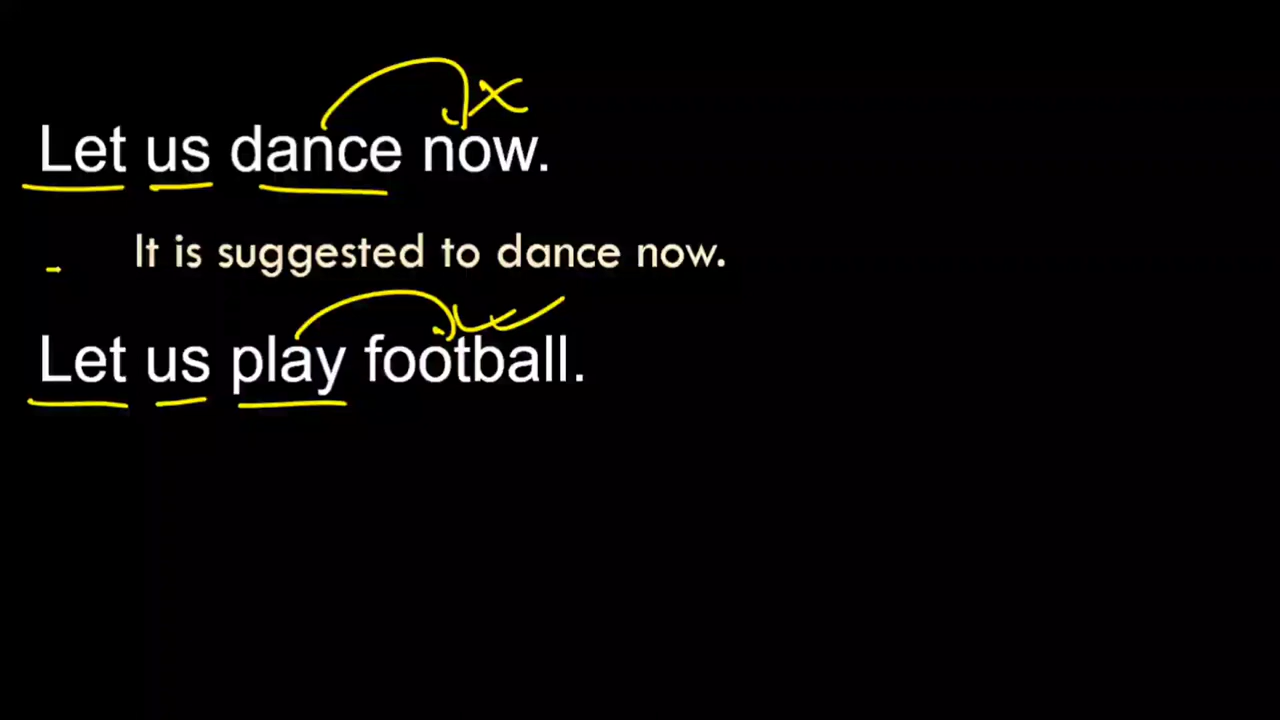 Let us dance now.
It is suggested to dance now.
Let us play football.